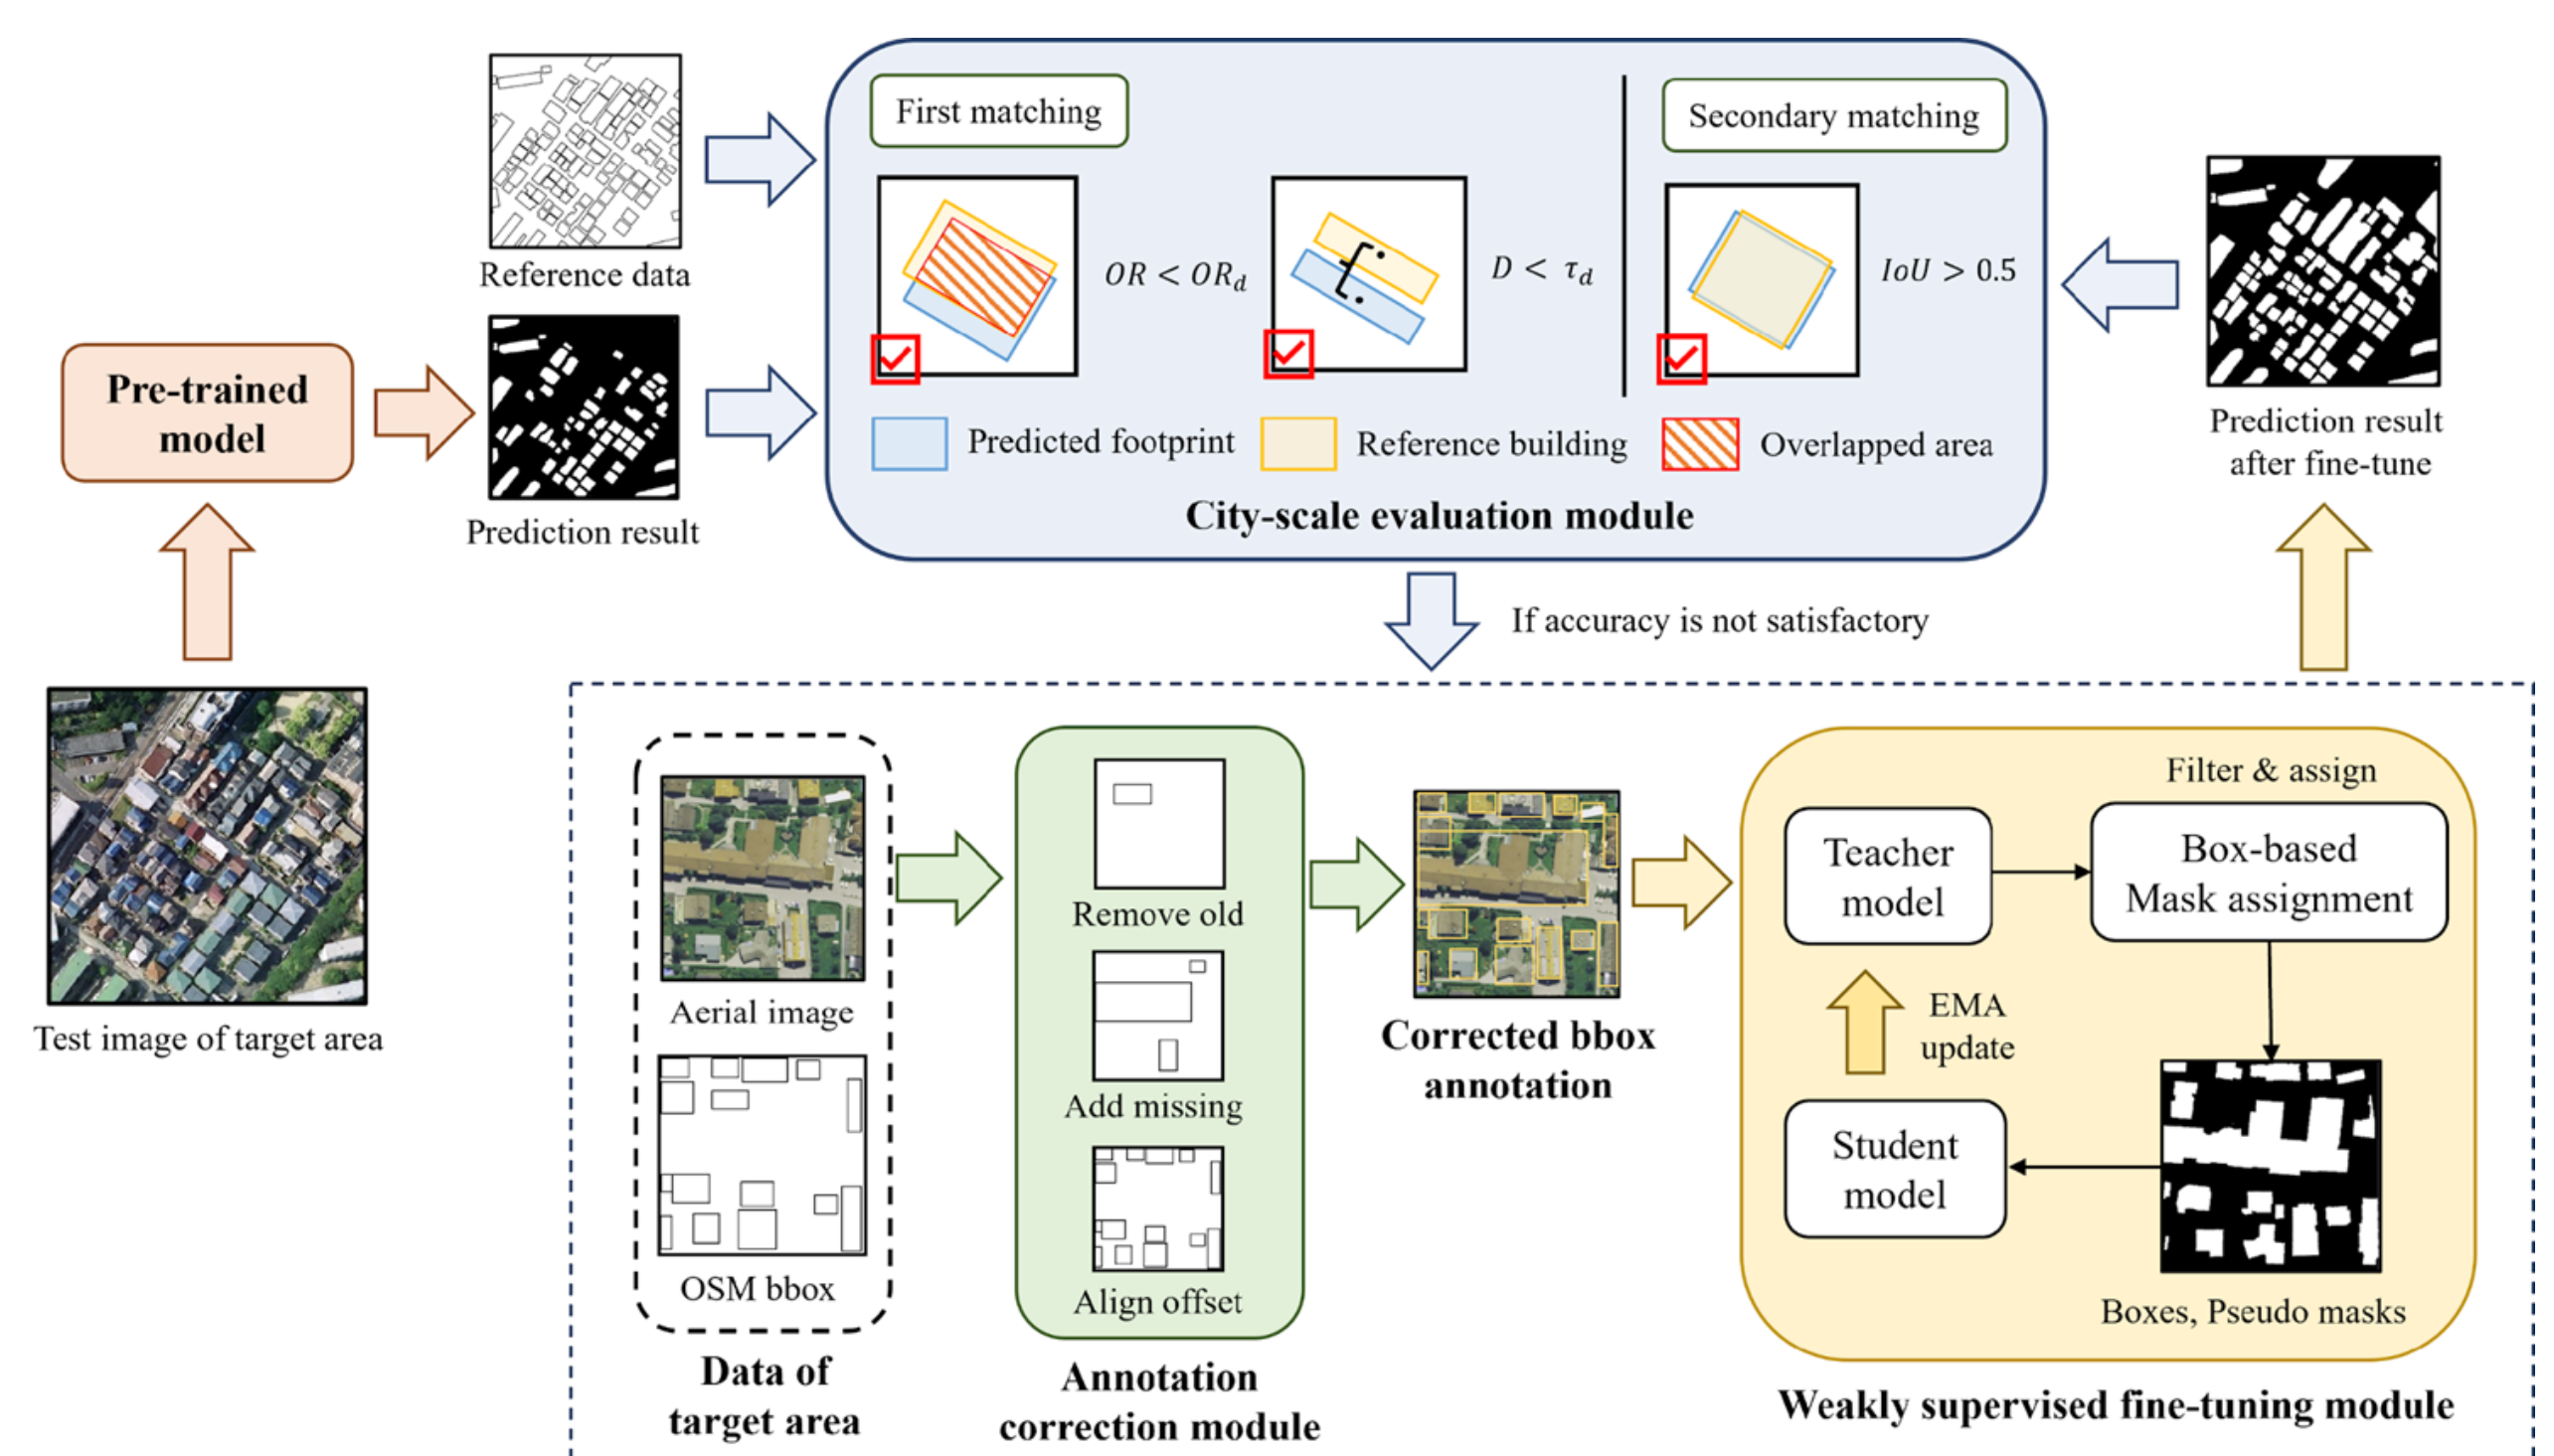 Reference data
Pre-trained
model
Prediction result
Test image of target area
First matching
Secondary matching
OR < OR_d
D < τ_d
IoU > 0.5
Predicted footprint
Reference building
Overlapped area
City-scale evaluation module
Prediction result
after fine-tune
If accuracy is not satisfactory
Aerial image
OSM bbox
Data of
target area
Remove old
Add missing
Align offset
Annotation
correction module
Corrected bbox
annotation
Filter & assign
Teacher
model
Box-based
Mask assignment
EMA
update
Student
model
Boxes, Pseudo masks
Weakly supervised fine-tuning module